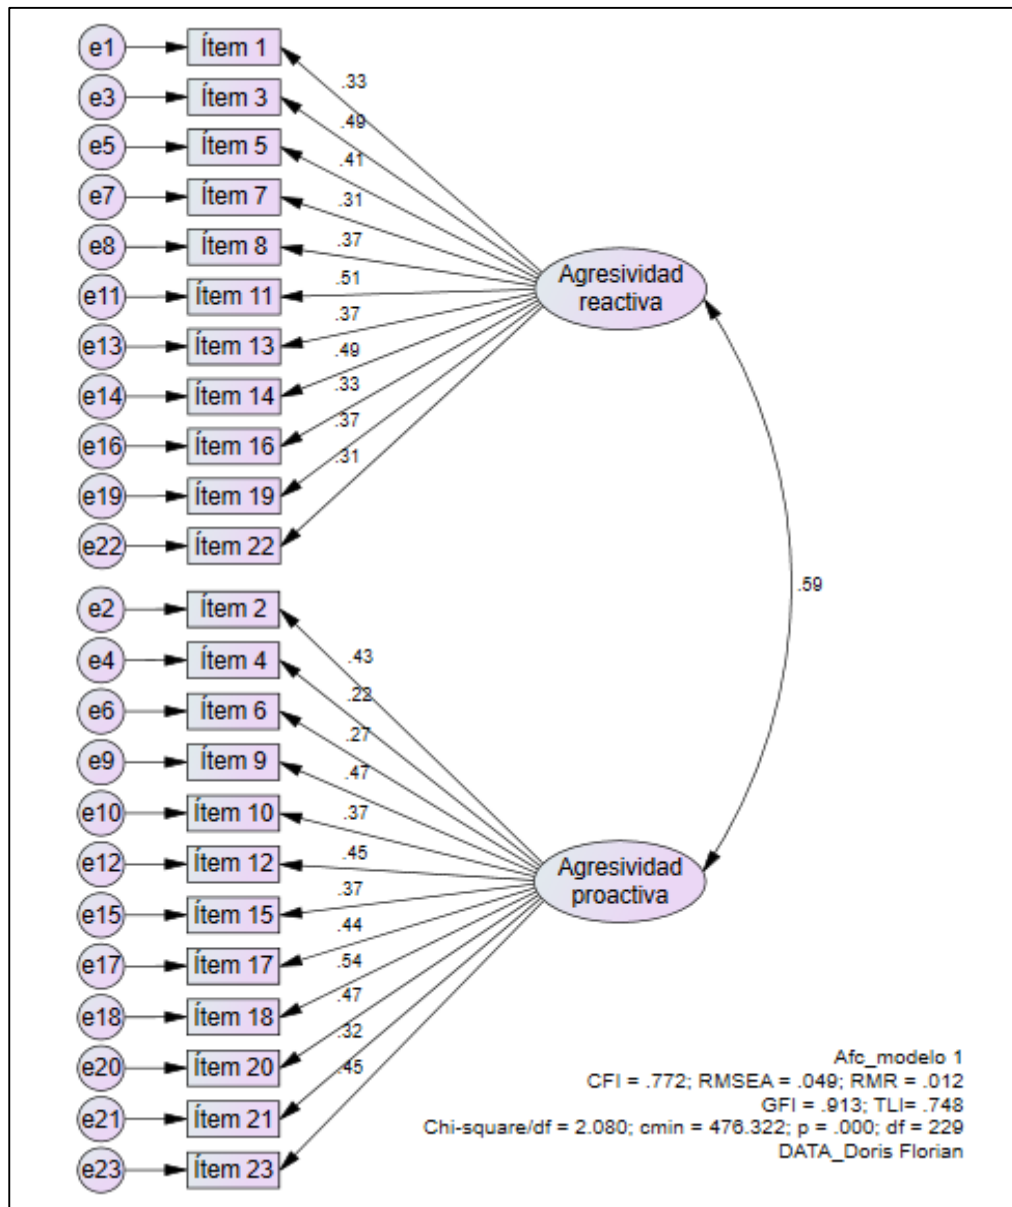 e1 Ítem 1
.33
e3 Ítem 3
.49
e5 Ítem 5
.41
e7 Ítem 7
.31
e8 Ítem 8
.37
e11 Ítem 11
.51
e13 Ítem 13
.37
e14 Ítem 14
.49
e16 Ítem 16
.33
e19 Ítem 19
.37
e22 Ítem 22
.31
Agresividad
reactiva
.59
e2 Ítem 2
.43
e4 Ítem 4
.22
e6 Ítem 6
.27
e9 Ítem 9
.47
e10 Ítem 10
.37
e12 Ítem 12
.45
e15 Ítem 15
.37
e17 Ítem 17
.44
e18 Ítem 18
.54
e20 Ítem 20
.47
e21 Ítem 21
.32
e23 Ítem 23
.45
Agresividad
proactiva
Afc_modelo 1
CFI = .772; RMSEA = .049; RMR = .012
GFI = .913; TLI= .748
Chi-square/df = 2.080; cmin = 476.322; p = .000; df = 229
DATA_Doris Florian